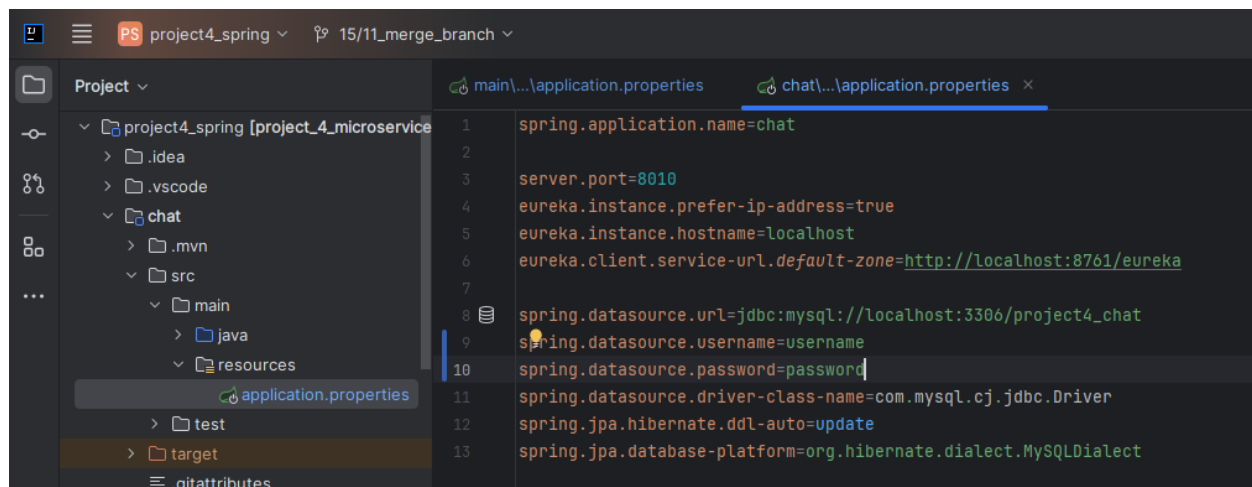 PS project4_spring 15/11_merge_branch
Project
main\...\application.properties
chat\...\application.properties
project4_spring [project_4_microservice
.idea
.vscode
chat
.mvn
src
main
java
resources
application.properties
test
target
.gitattributes
1 spring.application.name=chat
2
3 server.port=8010
4 eureka.instance.prefer-ip-address=true
5 eureka.instance.hostname=localhost
6 eureka.client.service-url.default-zone=http://localhost:8761/eureka
7
8 spring.datasource.url=jdbc:mysql://localhost:3306/project4_chat
9 spring.datasource.username=username
10 spring.datasource.password=password
11 spring.datasource.driver-class-name=com.mysql.cj.jdbc.Driver
12 spring.jpa.hibernate.ddl-auto=update
13 spring.jpa.database-platform=org.hibernate.dialect.MySQLDialect